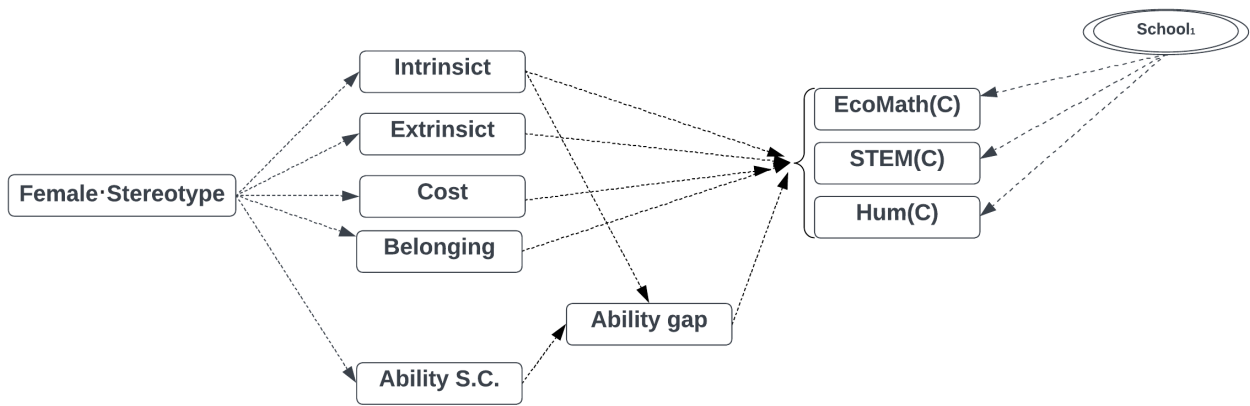 School₁
Intrinsict
EcoMath(C)
Extrinsict
STEM(C)
Female·Stereotype
Cost
Hum(C)
Belonging
Ability gap
Ability S.C.